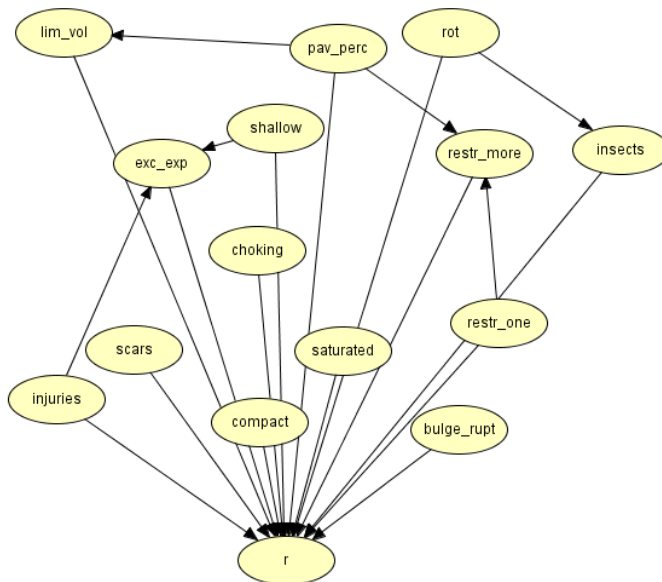 lim_vol
pav_perc
rot
shallow
exc_exp
restr_more
insects
choking
restr_one
scars
saturated
injuries
compact
bulge_rupt
r